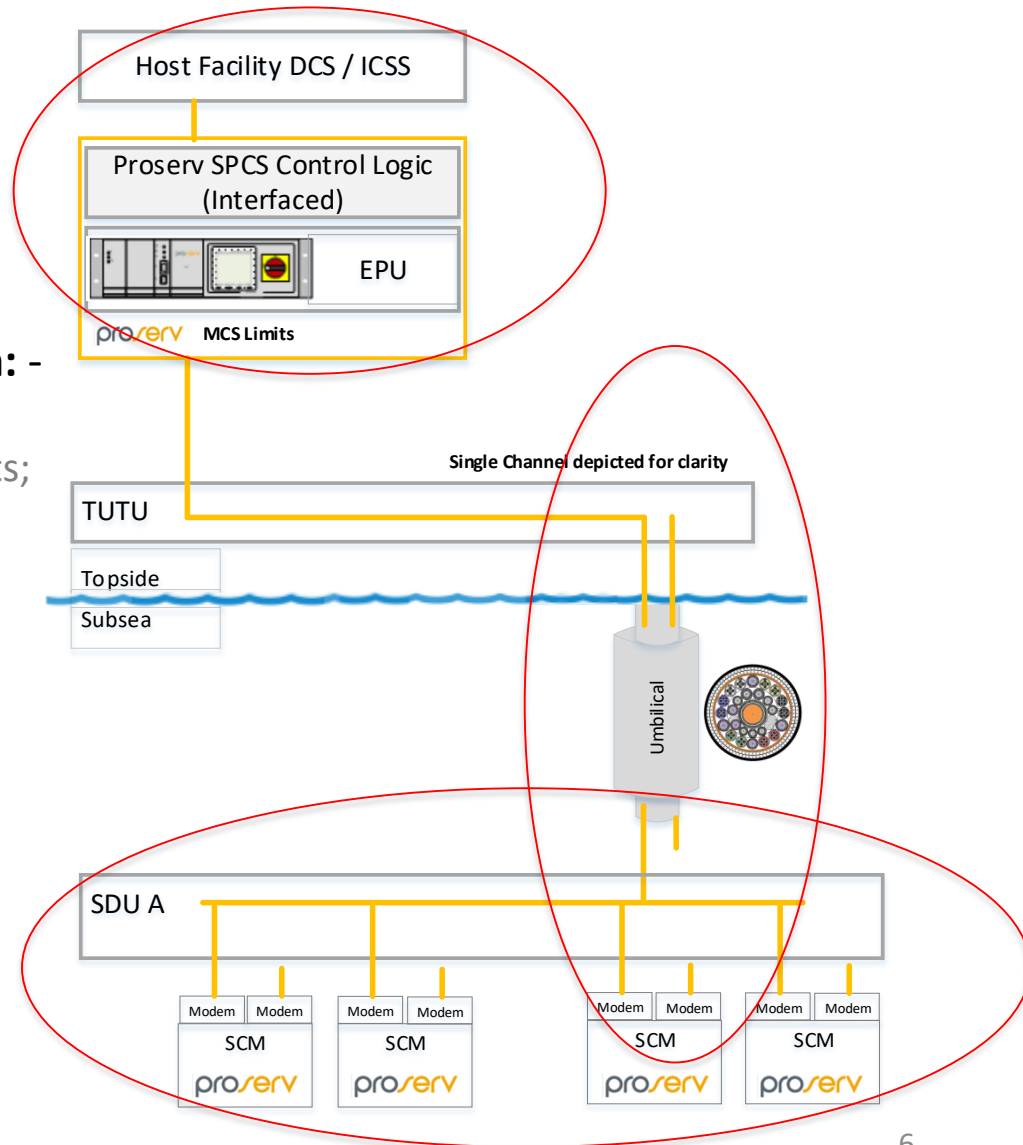 Host Facility DCS / ICSS
Proserv SPCS Control Logic
(Interfaced)
EPU
proserv MCS Limits
: -
ts;
Single Channel depicted for clarity
TUTU
Topside
Subsea
Umbilical
SDU A
Modem Modem Modem Modem Modem Modem Modem Modem
SCM SCM SCM SCM
proserv proserv proserv proserv
6